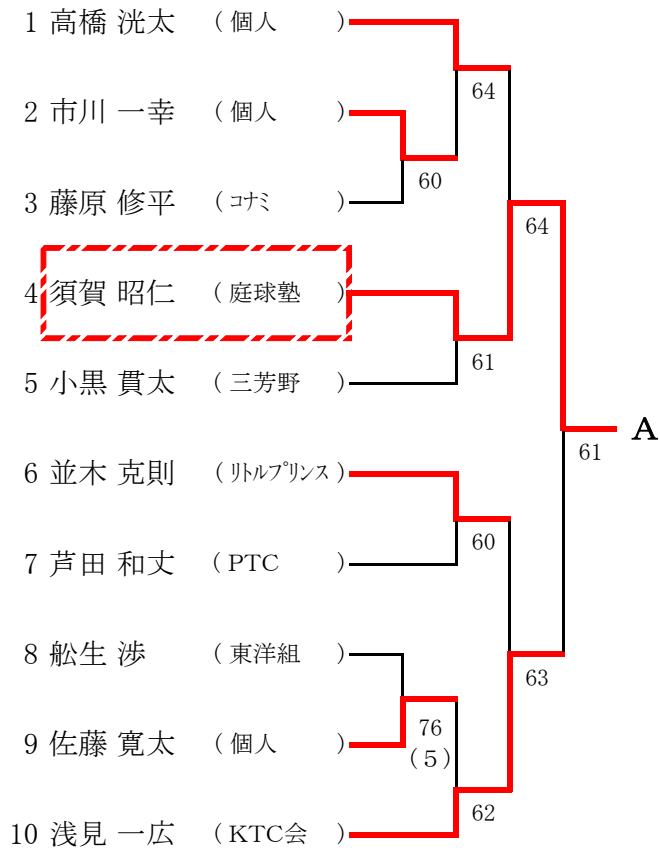 1 高橋 洸太 （個人 ）
64
2 市川 一幸 （個人 ）
60
3 藤原 修平 （コナミ ）
64
4 須賀 昭仁 （庭球塾 ）
61
5 小黒 貫太 （三芳野 ）
A
61
6 並木 克則 （リトルプリンス ）
60
7 芦田 和丈 （PTC ）
8 舩生 渉 （東洋組 ）
63
76
（5）
9 佐藤 寛太 （個人 ）
62
10 浅見 一広 （KTC会 ）